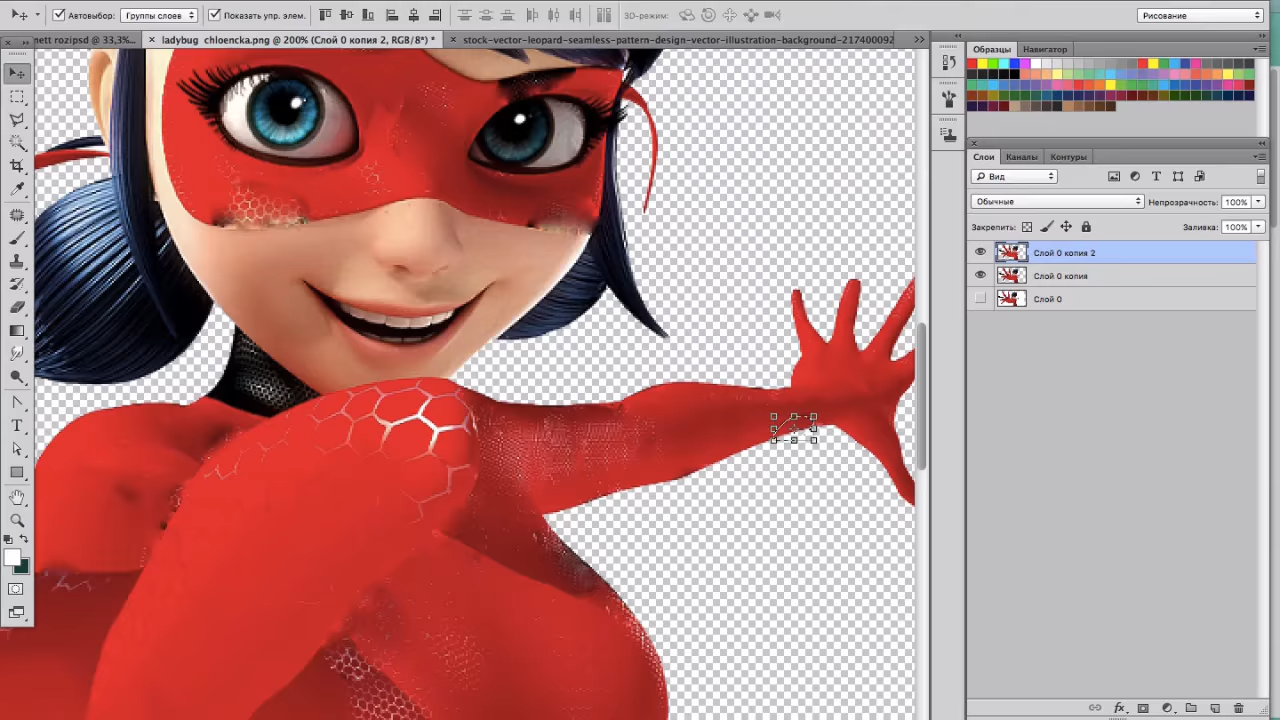 Автовыбор: Группы слоев Показать упр. элем. 3D-режим: Рисование
nett rozipsd @ 33,3%... × ladybug chloencka.png @ 200% (Слой 0 копия 2, RGB/8*) * × stock-vector-leopard-seamless-pattern-design-vector-illustration-background-217400092 >>
Образцы Навигатор
Слои Каналы Контуры
Вид
Обычные Непрозрачность: 100%
Закрепить: Заливка: 100%
Слой 0 копия 2
Слой 0 копия
Слой 0